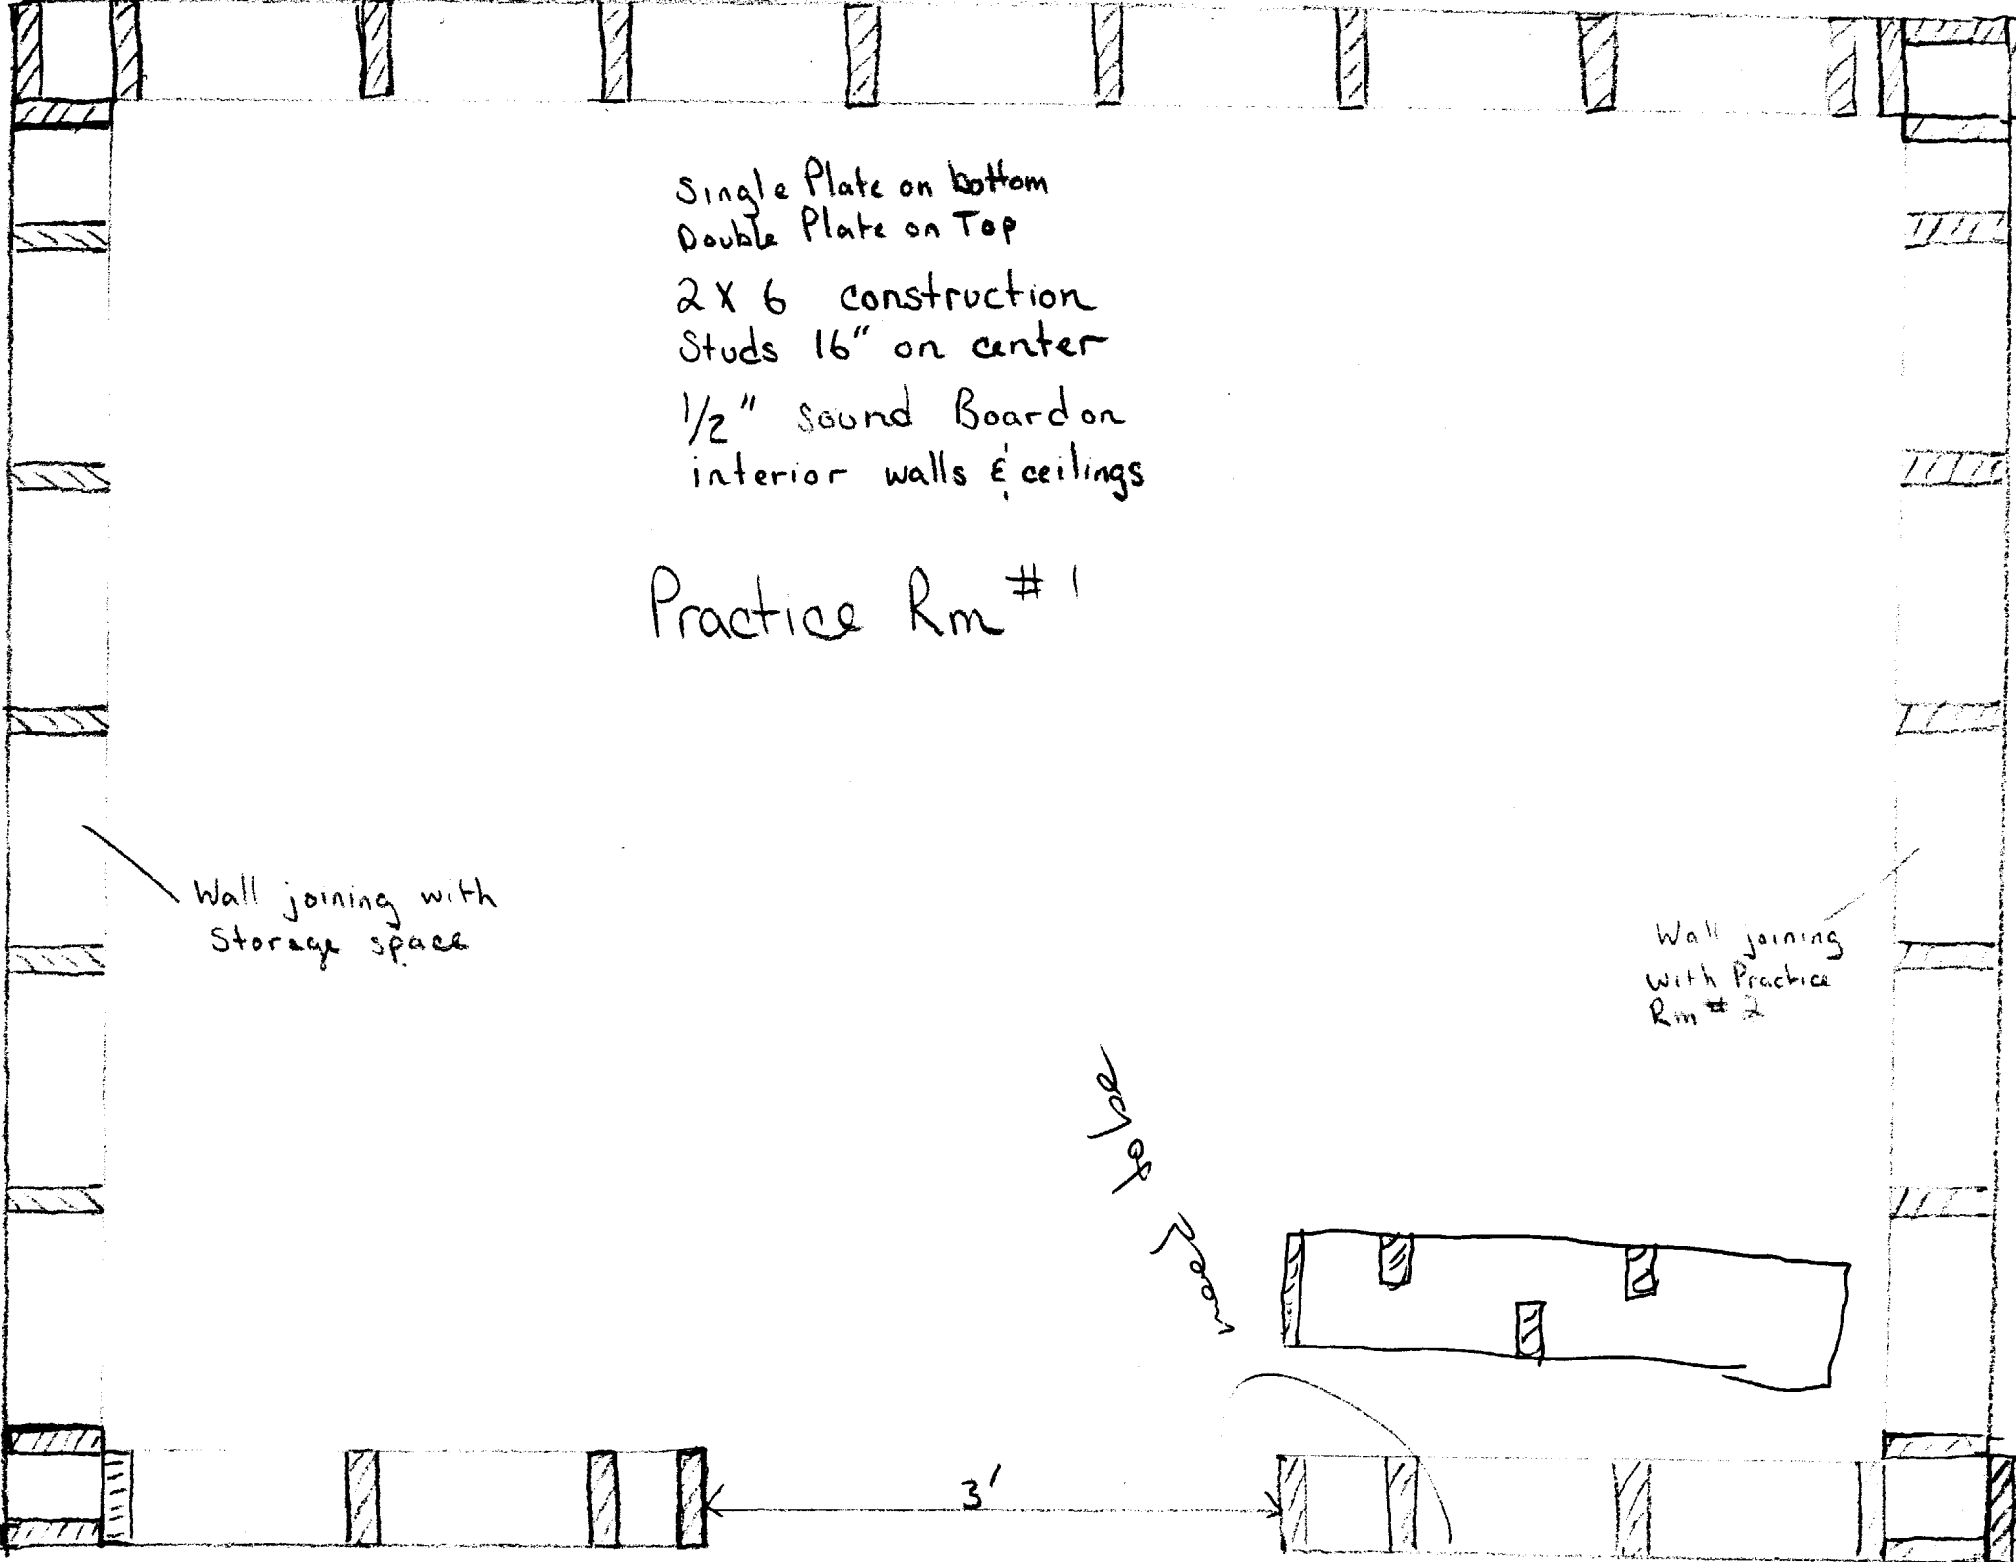 Single Plate on bottom
Double Plate on Top
2 X 6 construction
Studs 16" on center
1/2" Sound Board on
interior walls & ceilings
Practice Rm # 1
Wall joining with
Storage space
Wall joining
with Practice
Rm # 2
3'